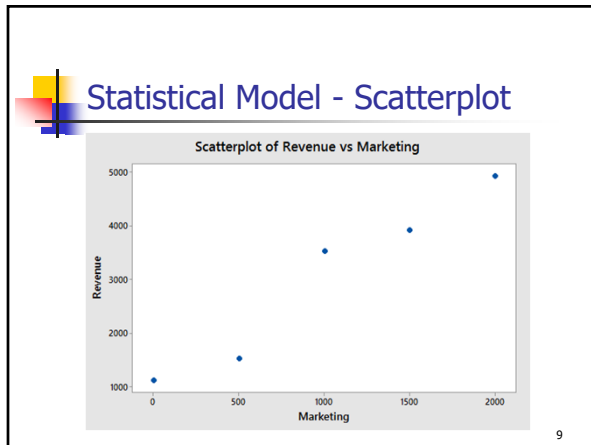 Statistical Model - Scatterplot
Scatterplot of Revenue vs Marketing
5000
4000
3000
2000
1000
Revenue
0 500 1000 1500 2000
Marketing
9